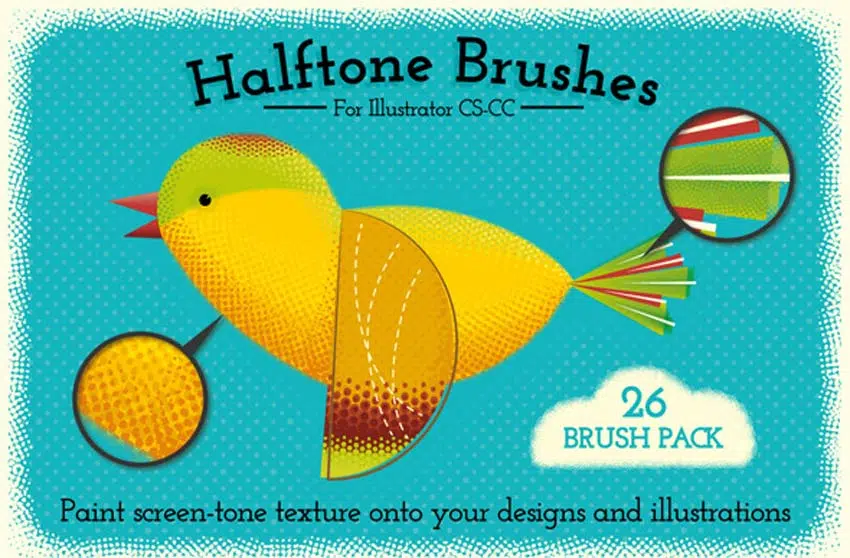 Halftone Brushes
For Illustrator CS-CC
26
BRUSH PACK
Paint screen-tone texture onto your designs and illustrations